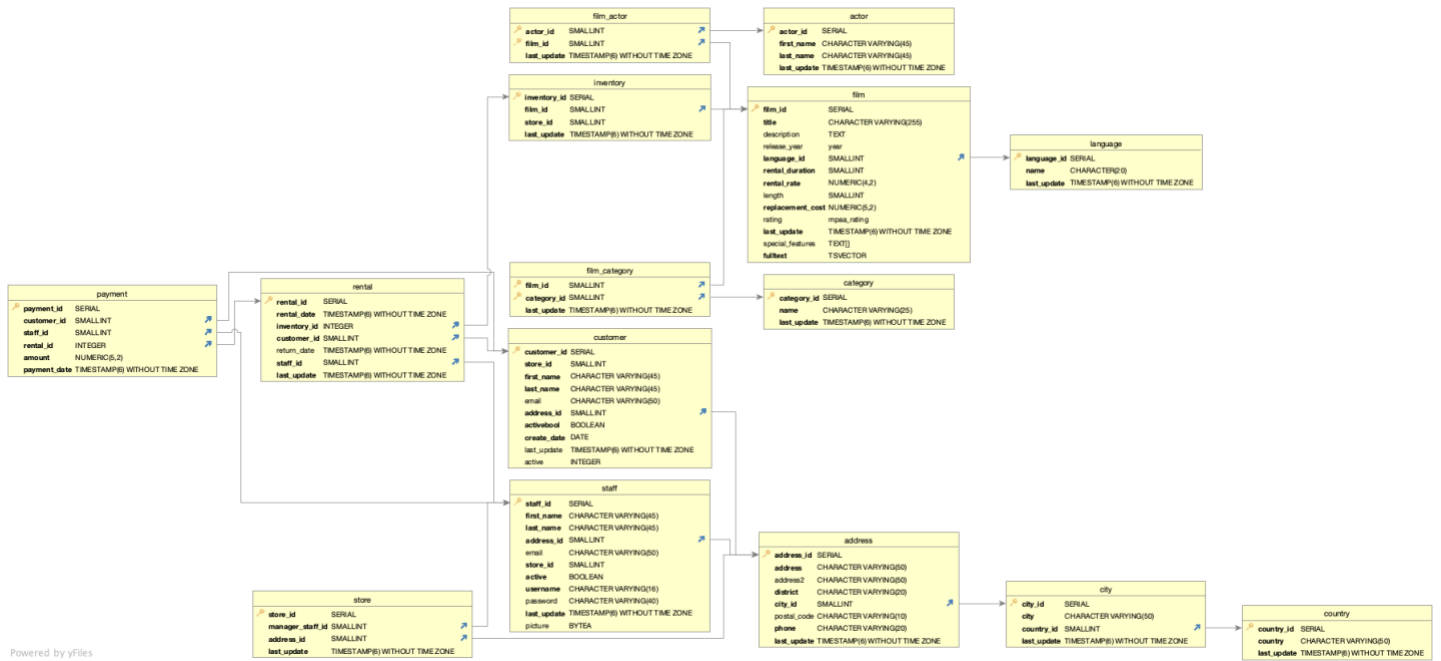 film_actor
actor_id SMALLINT
film_id SMALLINT
last_update TIMESTAMP(6) WITHOUT TIME ZONE
actor
actor_id SERIAL
first_name CHARACTER VARYING(45)
last_name CHARACTER VARYING(45)
last_update TIMESTAMP(6) WITHOUT TIME ZONE
inventory
inventory_id SERIAL
film_id SMALLINT
store_id SMALLINT
last_update TIMESTAMP(6) WITHOUT TIME ZONE
film
film_id SERIAL
title CHARACTER VARYING(255)
description TEXT
release_year year
language_id SMALLINT
rental_duration SMALLINT
rental_rate NUMERIC(4,2)
length SMALLINT
replacement_cost NUMERIC(5,2)
rating mpaa_rating
last_update TIMESTAMP(6) WITHOUT TIME ZONE
special_features TEXT[]
fulltext TSVECTOR
language
language_id SERIAL
name CHARACTER(20)
last_update TIMESTAMP(6) WITHOUT TIME ZONE
payment
payment_id SERIAL
customer_id SMALLINT
staff_id SMALLINT
rental_id INTEGER
amount NUMERIC(5,2)
payment_date TIMESTAMP(6) WITHOUT TIME ZONE
rental
rental_id SERIAL
rental_date TIMESTAMP(6) WITHOUT TIME ZONE
inventory_id INTEGER
customer_id SMALLINT
return_date TIMESTAMP(6) WITHOUT TIME ZONE
staff_id SMALLINT
last_update TIMESTAMP(6) WITHOUT TIME ZONE
film_category
film_id SMALLINT
category_id SMALLINT
last_update TIMESTAMP(6) WITHOUT TIME ZONE
category
category_id SERIAL
name CHARACTER VARYING(25)
last_update TIMESTAMP(6) WITHOUT TIME ZONE
customer
customer_id SERIAL
store_id SMALLINT
first_name CHARACTER VARYING(45)
last_name CHARACTER VARYING(45)
email CHARACTER VARYING(50)
address_id SMALLINT
activebool BOOLEAN
create_date DATE
last_update TIMESTAMP(6) WITHOUT TIME ZONE
active INTEGER
staff
staff_id SERIAL
first_name CHARACTER VARYING(45)
last_name CHARACTER VARYING(45)
address_id SMALLINT
email CHARACTER VARYING(50)
store_id SMALLINT
active BOOLEAN
username CHARACTER VARYING(16)
password CHARACTER VARYING(40)
last_update TIMESTAMP(6) WITHOUT TIME ZONE
picture BYTEA
store
store_id SERIAL
manager_staff_id SMALLINT
address_id SMALLINT
last_update TIMESTAMP(6) WITHOUT TIME ZONE
address
address_id SERIAL
address CHARACTER VARYING(50)
address2 CHARACTER VARYING(50)
district CHARACTER VARYING(20)
city_id SMALLINT
postal_code CHARACTER VARYING(10)
phone CHARACTER VARYING(20)
last_update TIMESTAMP(6) WITHOUT TIME ZONE
city
city_id SERIAL
city CHARACTER VARYING(50)
country_id SMALLINT
last_update TIMESTAMP(6) WITHOUT TIME ZONE
country
country_id SERIAL
country CHARACTER VARYING(50)
last_update TIMESTAMP(6) WITHOUT TIME ZONE
Powered by yFiles